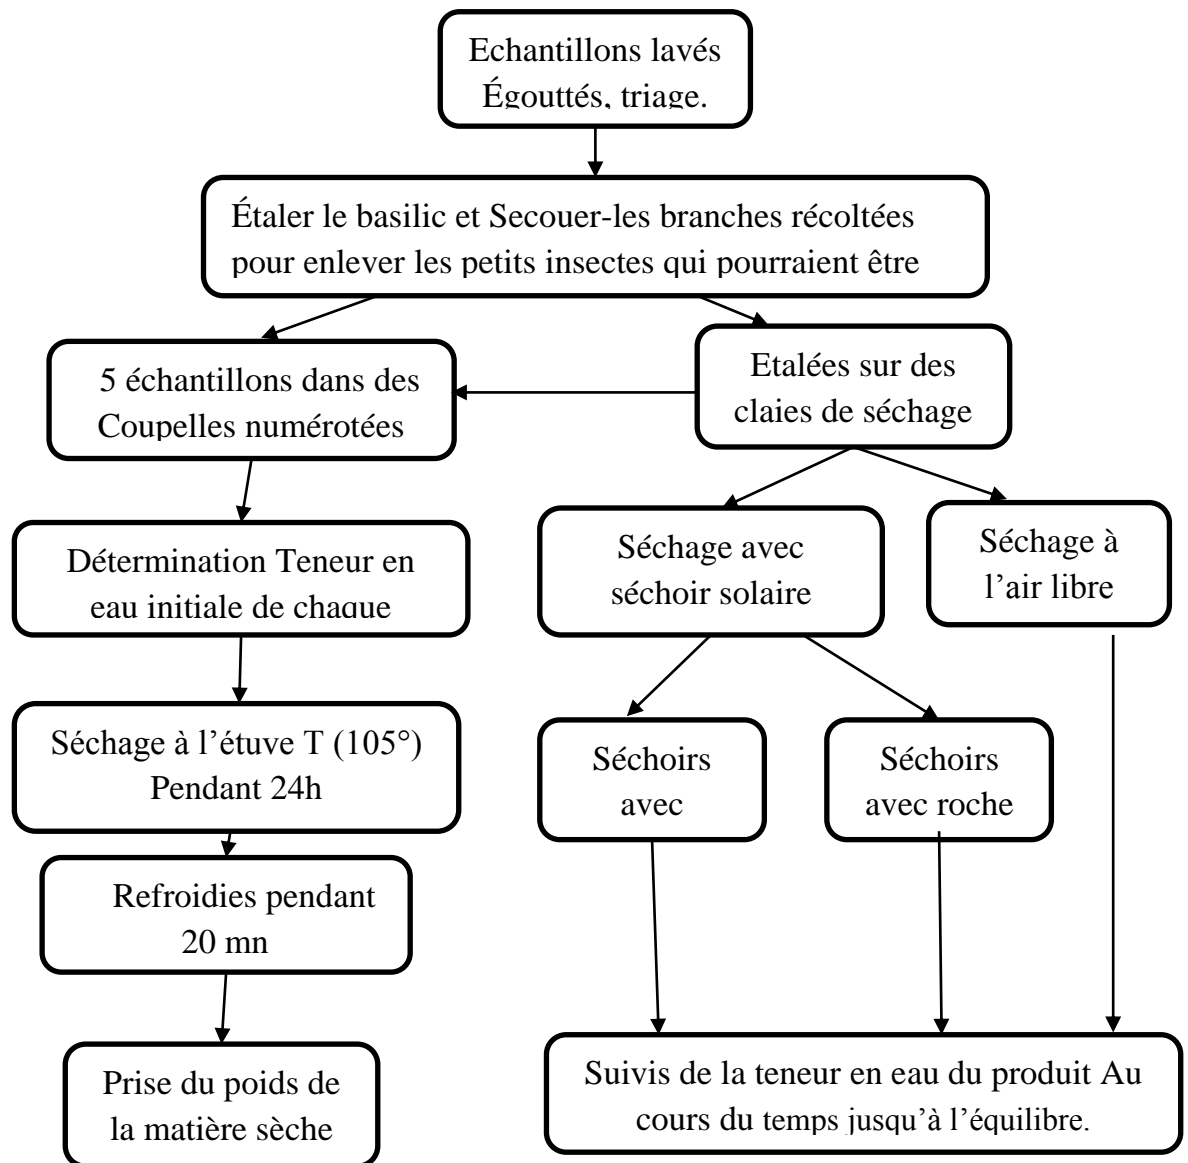 Echantillons lavés
Égouttés, triage.
Étaler le basilic et Secouer-les branches récoltées
pour enlever les petits insectes qui pourraient être
5 échantillons dans des
Coupelles numérotées
Etalées sur des
claies de séchage
Détermination Teneur en
eau initiale de chaque
Séchage avec
séchoir solaire
Séchage à
l’air libre
Séchage à l’étuve T (105°)
Pendant 24h
Séchoirs
avec
Séchoirs
avec roche
Refroidies pendant
20 mn
Prise du poids de
la matière sèche
Suivis de la teneur en eau du produit Au
cours du temps jusqu’à l’équilibre.